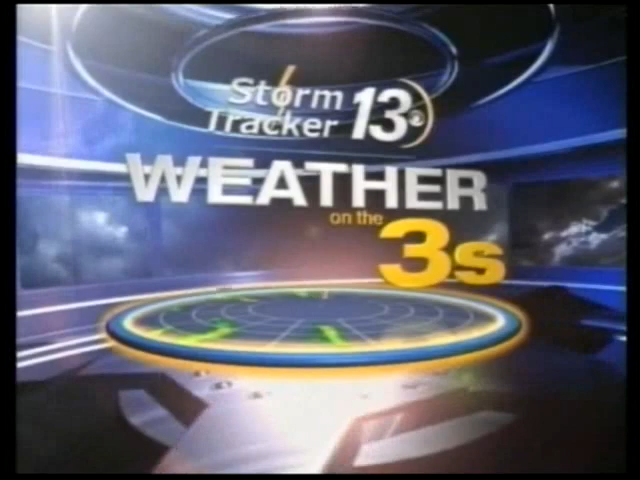 Storm
Tracker 13
WEATHER
on the
3s